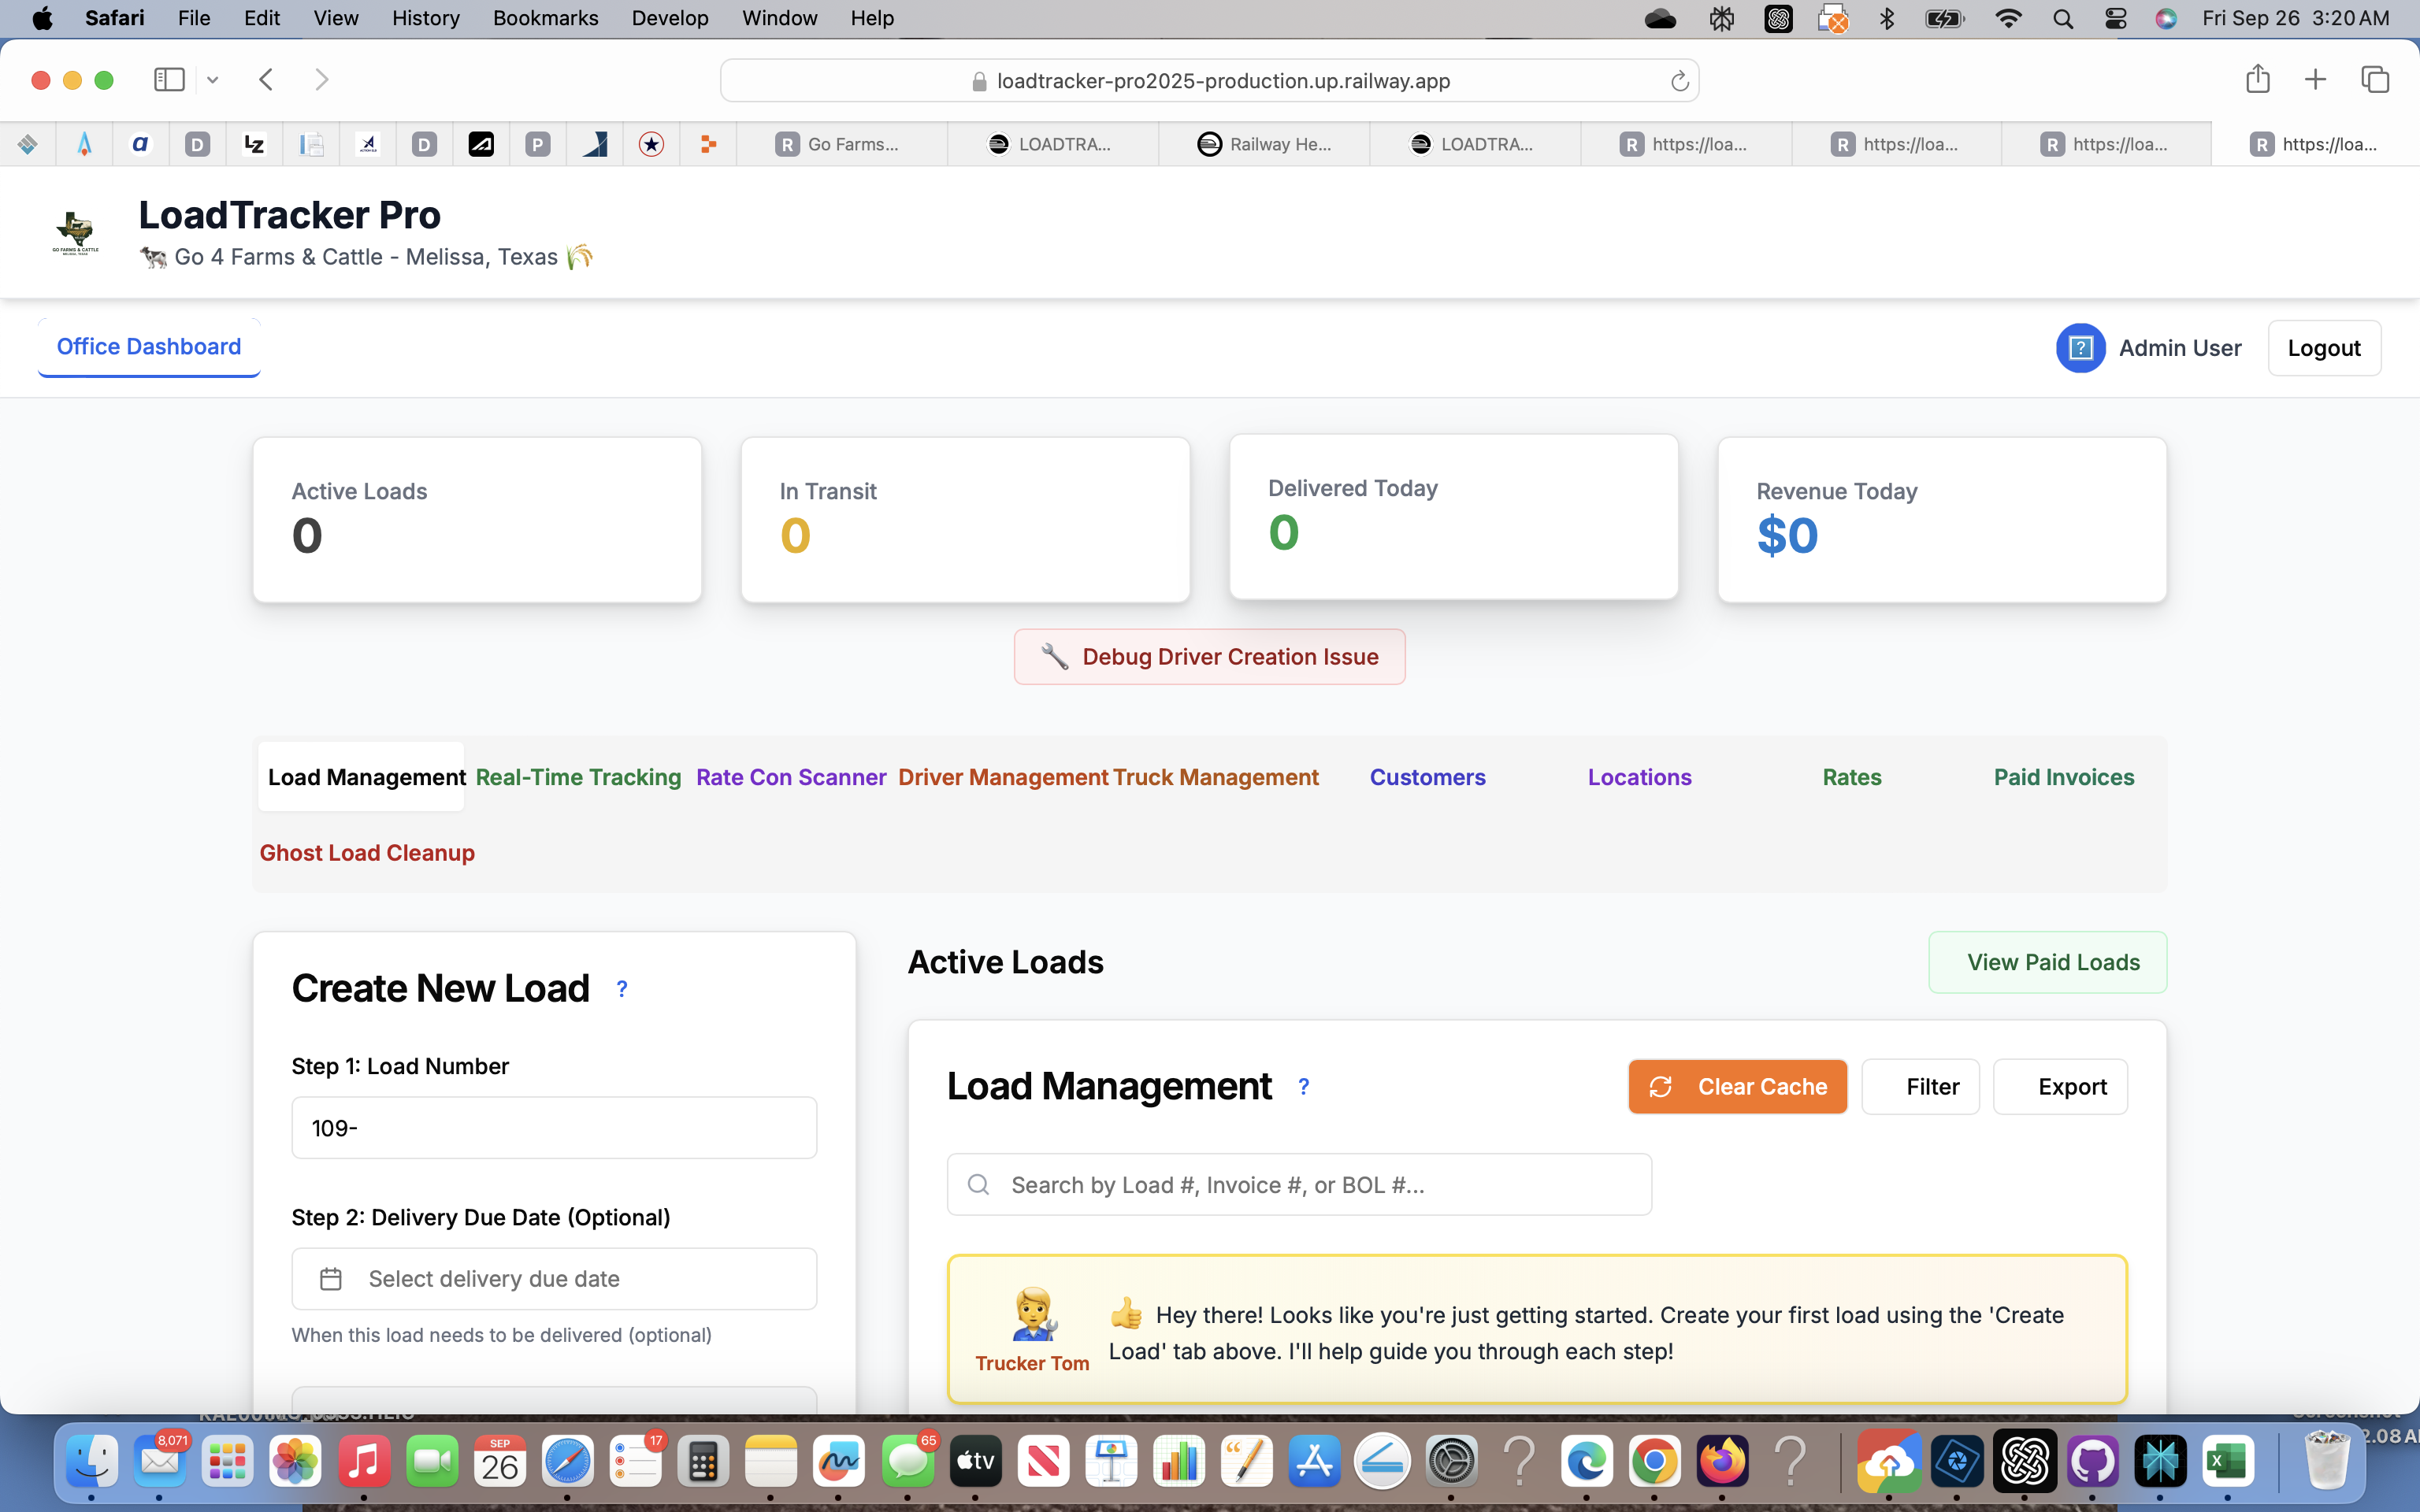 Safari File Edit View History Bookmarks Develop Window Help Fri Sep 26 3:20 AM
loadtracker-pro2025-production.up.railway.app
a D LZ D P R Go Farms... LOADTRA... Railway He... LOADTRA... R https://loa... R https://loa... R https://loa... R https://loa...
LoadTracker Pro
GO FARMS & CATTLE
🐄 Go 4 Farms & Cattle - Melissa, Texas 🌾
Office Dashboard
? Admin User Logout
Active Loads
0
In Transit
0
Delivered Today
0
Revenue Today
$0
🔧 Debug Driver Creation Issue
Load Management Real-Time Tracking Rate Con Scanner Driver Management Truck Management Customers Locations Rates Paid Invoices
Ghost Load Cleanup
Create New Load ?
Step 1: Load Number
109-
Step 2: Delivery Due Date (Optional)
Select delivery due date
When this load needs to be delivered (optional)
Active Loads
View Paid Loads
Load Management ?
Clear Cache Filter Export
Search by Load #, Invoice #, or BOL #...
Trucker Tom
👍 Hey there! Looks like you're just getting started. Create your first load using the 'Create
Load' tab above. I'll help guide you through each step!
8,071 SEP 26 17 65 tv